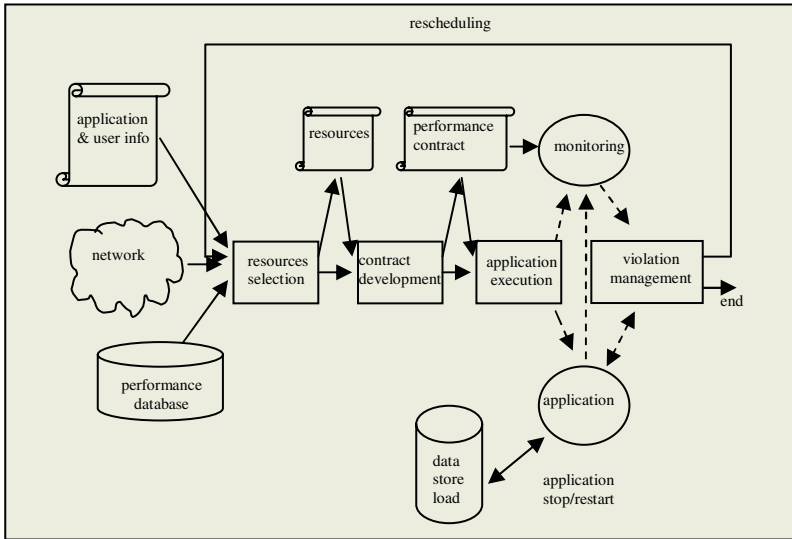 rescheduling
application
& user info
resources
performance
contract
monitoring
network
resources
selection
contract
development
application
execution
violation
management
end
performance
database
application
data
store
load
application
stop/restart